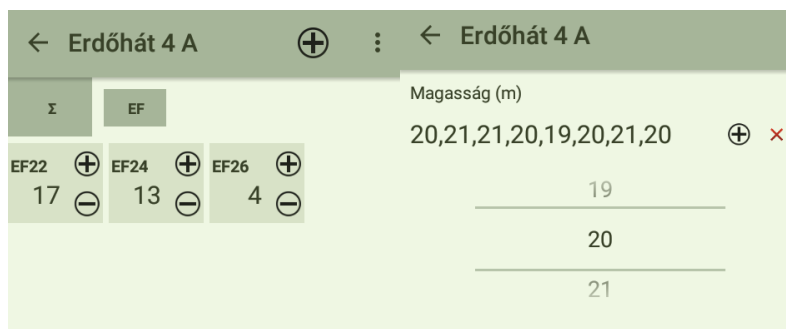 Erdőhát 4 A
Σ EF
EF22 EF24 EF26
17 13 4
Erdőhát 4 A
Magasság (m)
20,21,21,20,19,20,21,20
19
20
21